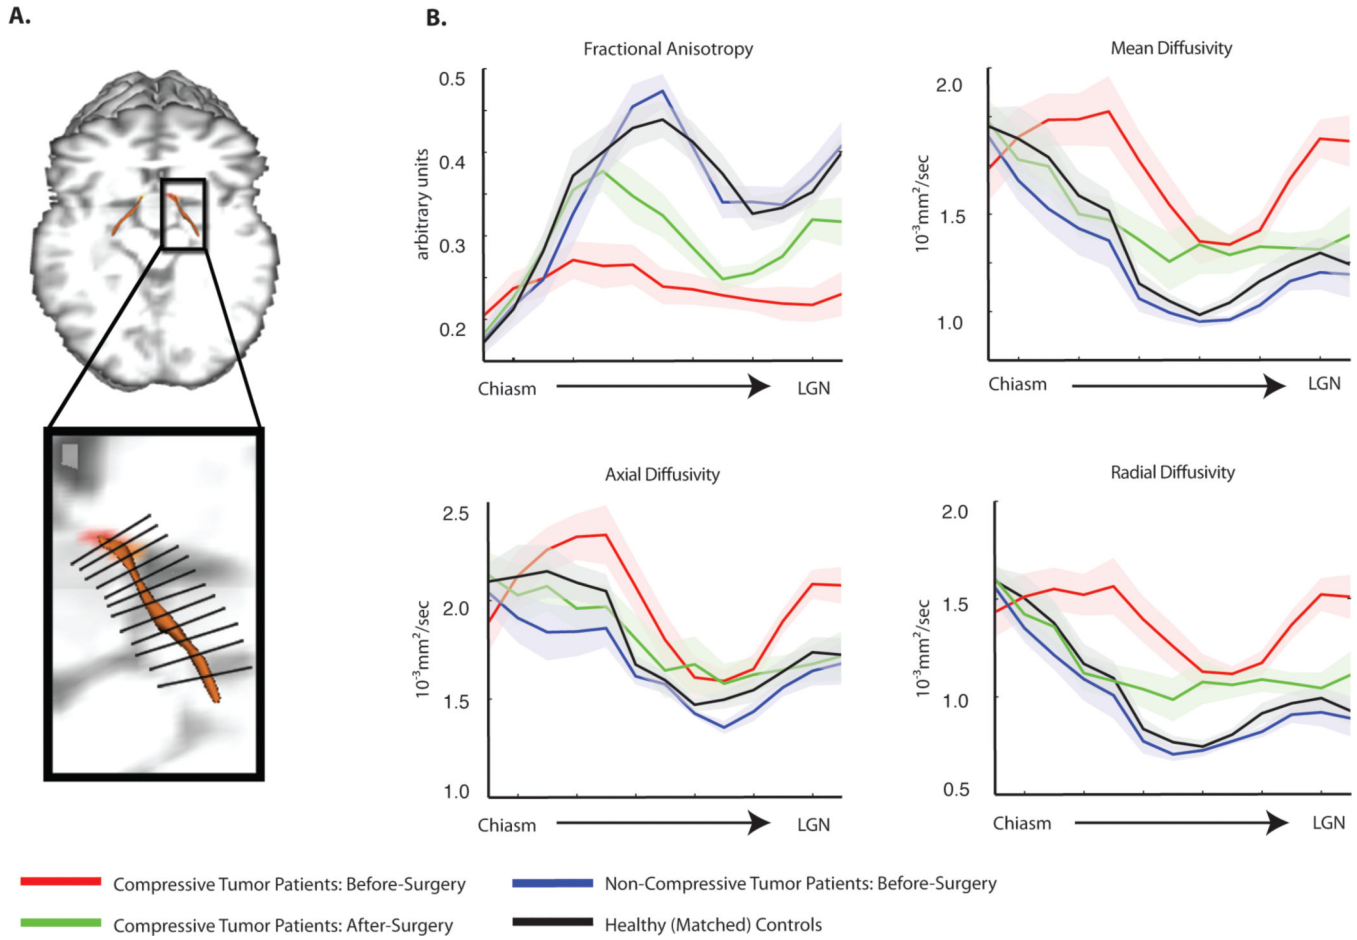 A.
B.
Fractional Anisotropy
0.5
0.4
0.3
0.2
arbitrary units
Chiasm
LGN
Mean Diffusivity
2.0
1.5
1.0
10⁻³mm²/sec
Chiasm
LGN
Axial Diffusivity
2.5
2.0
1.5
1.0
10⁻³mm²/sec
Chiasm
LGN
Radial Diffusivity
2.0
1.5
1.0
0.5
10⁻³mm²/sec
Chiasm
LGN
Compressive Tumor Patients: Before-Surgery
Non-Compressive Tumor Patients: Before-Surgery
Compressive Tumor Patients: After-Surgery
Healthy (Matched) Controls